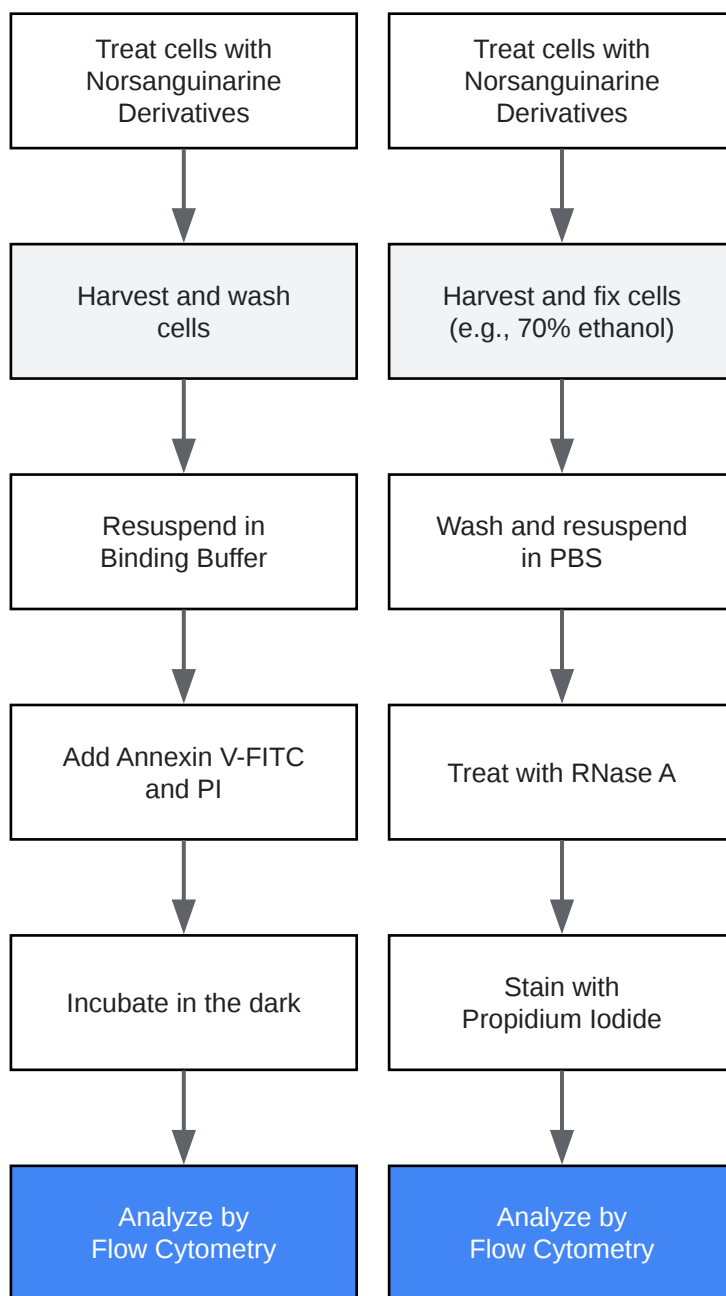 Treat cells with
Norsanguinarine
Derivatives
Harvest and wash
cells
Resuspend in
Binding Buffer
Add Annexin V-FITC
and PI
Incubate in the dark
Analyze by
Flow Cytometry
Treat cells with
Norsanguinarine
Derivatives
Harvest and fix cells
(e.g., 70% ethanol)
Wash and resuspend
in PBS
Treat with RNase A
Stain with
Propidium Iodide
Analyze by
Flow Cytometry